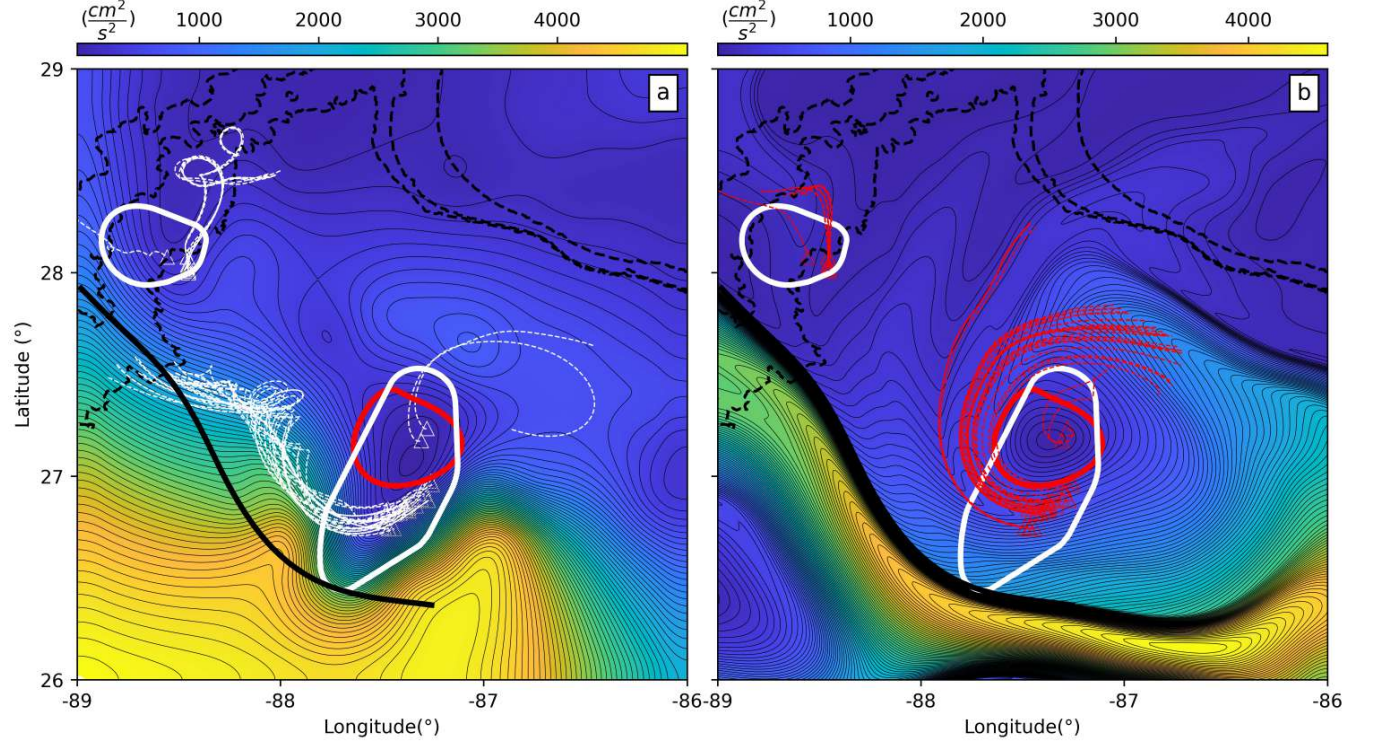 (cm²/s²) 1000 2000 3000 4000
(cm²/s²) 1000 2000 3000 4000
a
b
29
28
27
26
Latitude (°)
-89 -88 -87 -86
-89 -88 -87 -86
Longitude(°)
Longitude(°)